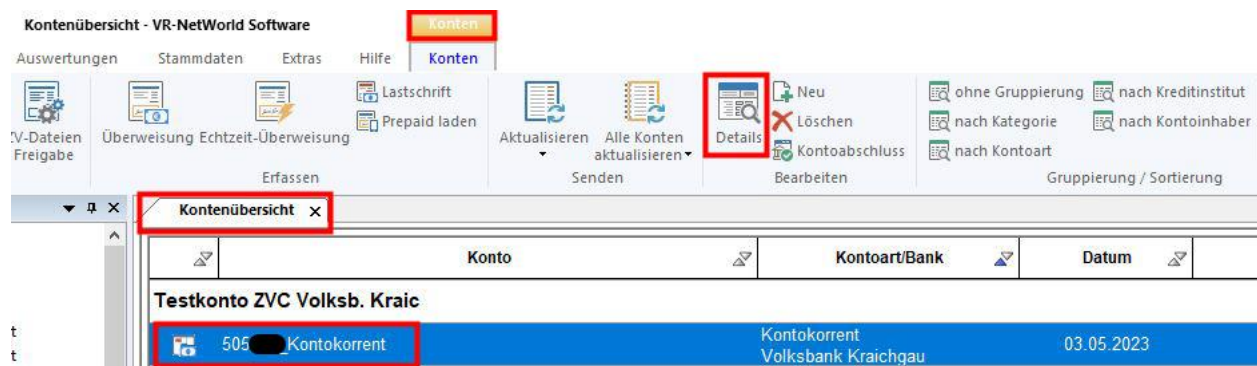 Kontenübersicht - VR-NetWorld Software
Konten
Auswertungen Stammdaten Extras Hilfe Konten
ZV-Dateien Freigabe
Überweisung
Echtzeit-Überweisung
Lastschrift
Prepaid laden
Erfassen
Aktualisieren
Alle Konten aktualisieren
Senden
Details
Neu
Löschen
Kontoabschluss
Bearbeiten
ohne Gruppierung
nach Kategorie
nach Kontoart
nach Kreditinstitut
nach Kontoinhaber
Gruppierung / Sortierung
Kontenübersicht
Konto Kontoart/Bank Datum
Testkonto ZVC Volksb. Kraic
505 _Kontokorrent
Kontokorrent
Volksbank Kraichgau
03.05.2023
t
t